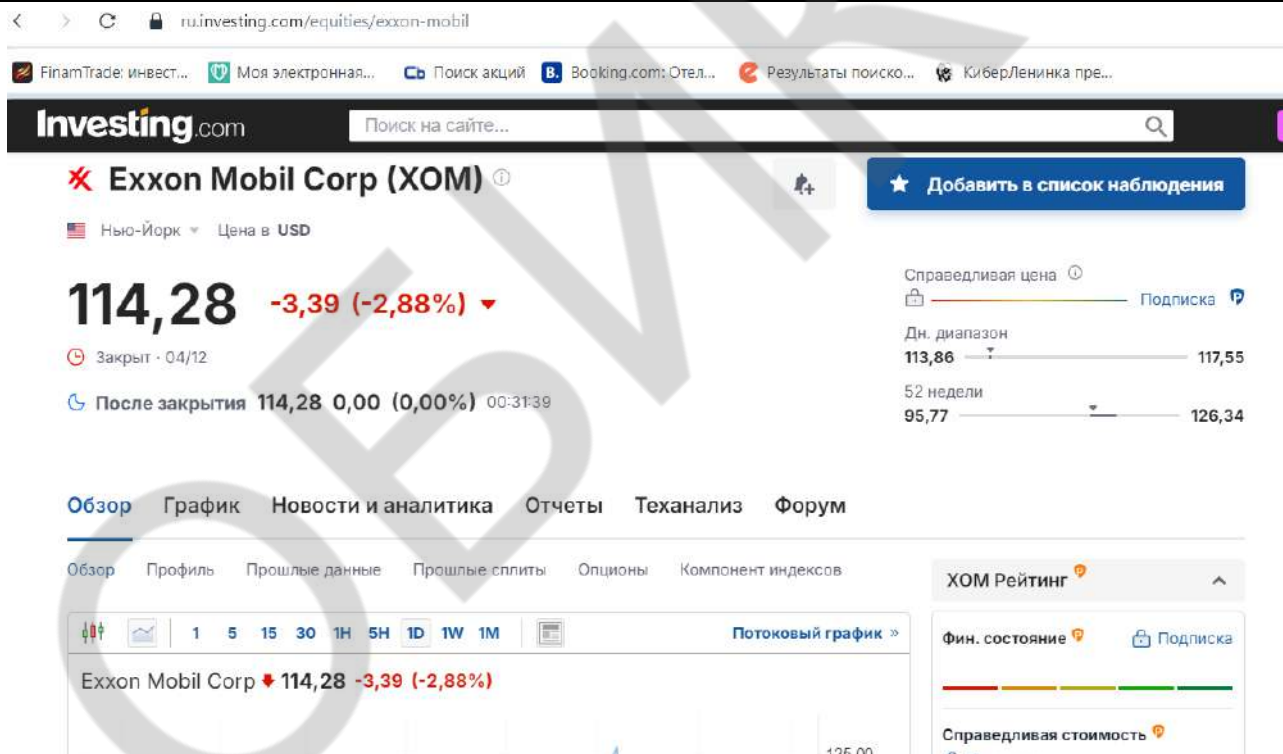 ru.investing.com/equities/exxon-mobil
FinamTrade: инвест... Моя электронная... Сb Поиск акций B. Booking.com: Отел... Результаты поиско... КиберЛенинка пре...
Investing.com Поиск на сайте...
Exxon Mobil Corp (XOM)
Добавить в список наблюдения
Нью-Йорк Цена в USD
114,28 -3,39 (-2,88%)
Справедливая цена
Подписка
Закрыт · 04/12
Дн. диапазон
113,86 117,55
После закрытия 114,28 0,00 (0,00%) 00:31:39
52 недели
95,77 126,34
Обзор График Новости и аналитика Отчеты Теханализ Форум
Обзор Профиль Прошлые данные Прошлые сплиты Опционы Компонент индексов
XOM Рейтинг
1 5 15 30 1H 5H 1D 1W 1M Потоковый график »
Фин. состояние Подписка
Exxon Mobil Corp 114,28 -3,39 (-2,88%)
Справедливая стоимость
125,00
ОБИК